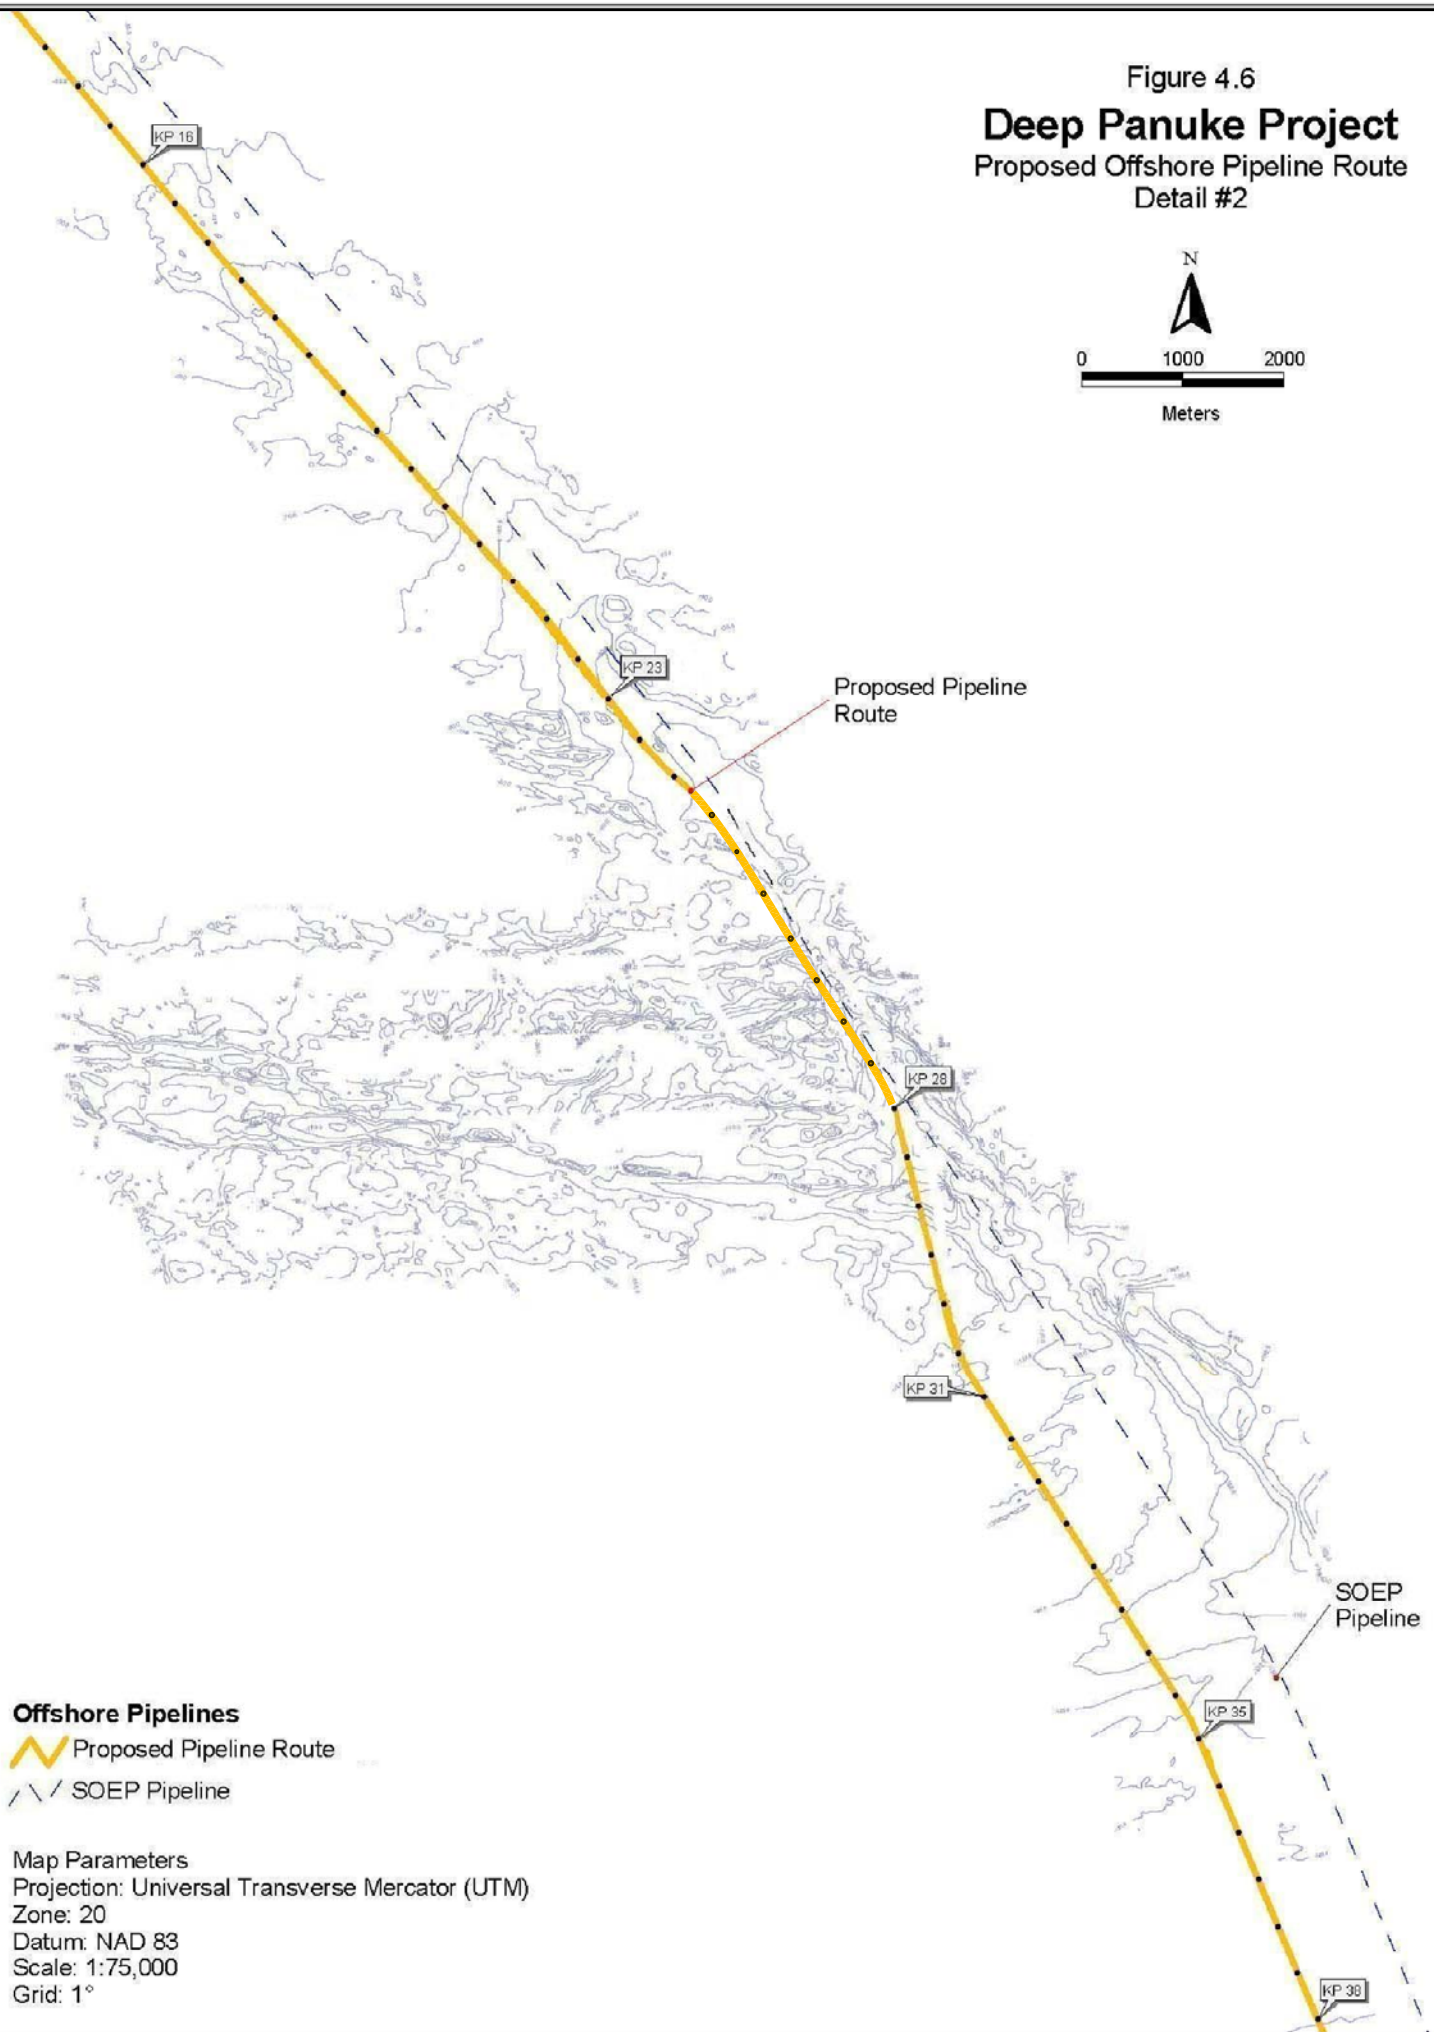 Figure 4.6
Deep Panuke Project
Proposed Offshore Pipeline Route
Detail #2
N
0 1000 2000
Meters
KP 16
KP 23
Proposed Pipeline
Route
KP 28
KP 31
SOEP
Pipeline
KP 35
KP 38
Offshore Pipelines
Proposed Pipeline Route
SOEP Pipeline
Map Parameters
Projection: Universal Transverse Mercator (UTM)
Zone: 20
Datum: NAD 83
Scale: 1:75,000
Grid: 1°